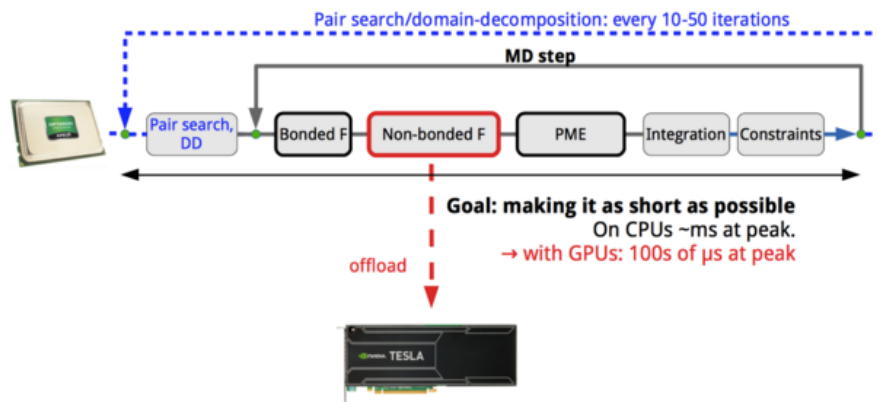 Pair search/domain-decomposition: every 10-50 iterations
MD step
Pair search,
DD
Bonded F
Non-bonded F
PME
Integration
Constraints
Goal: making it as short as possible
On CPUs ~ms at peak.
→ with GPUs: 100s of µs at peak
offload
NVIDIA. TESLA